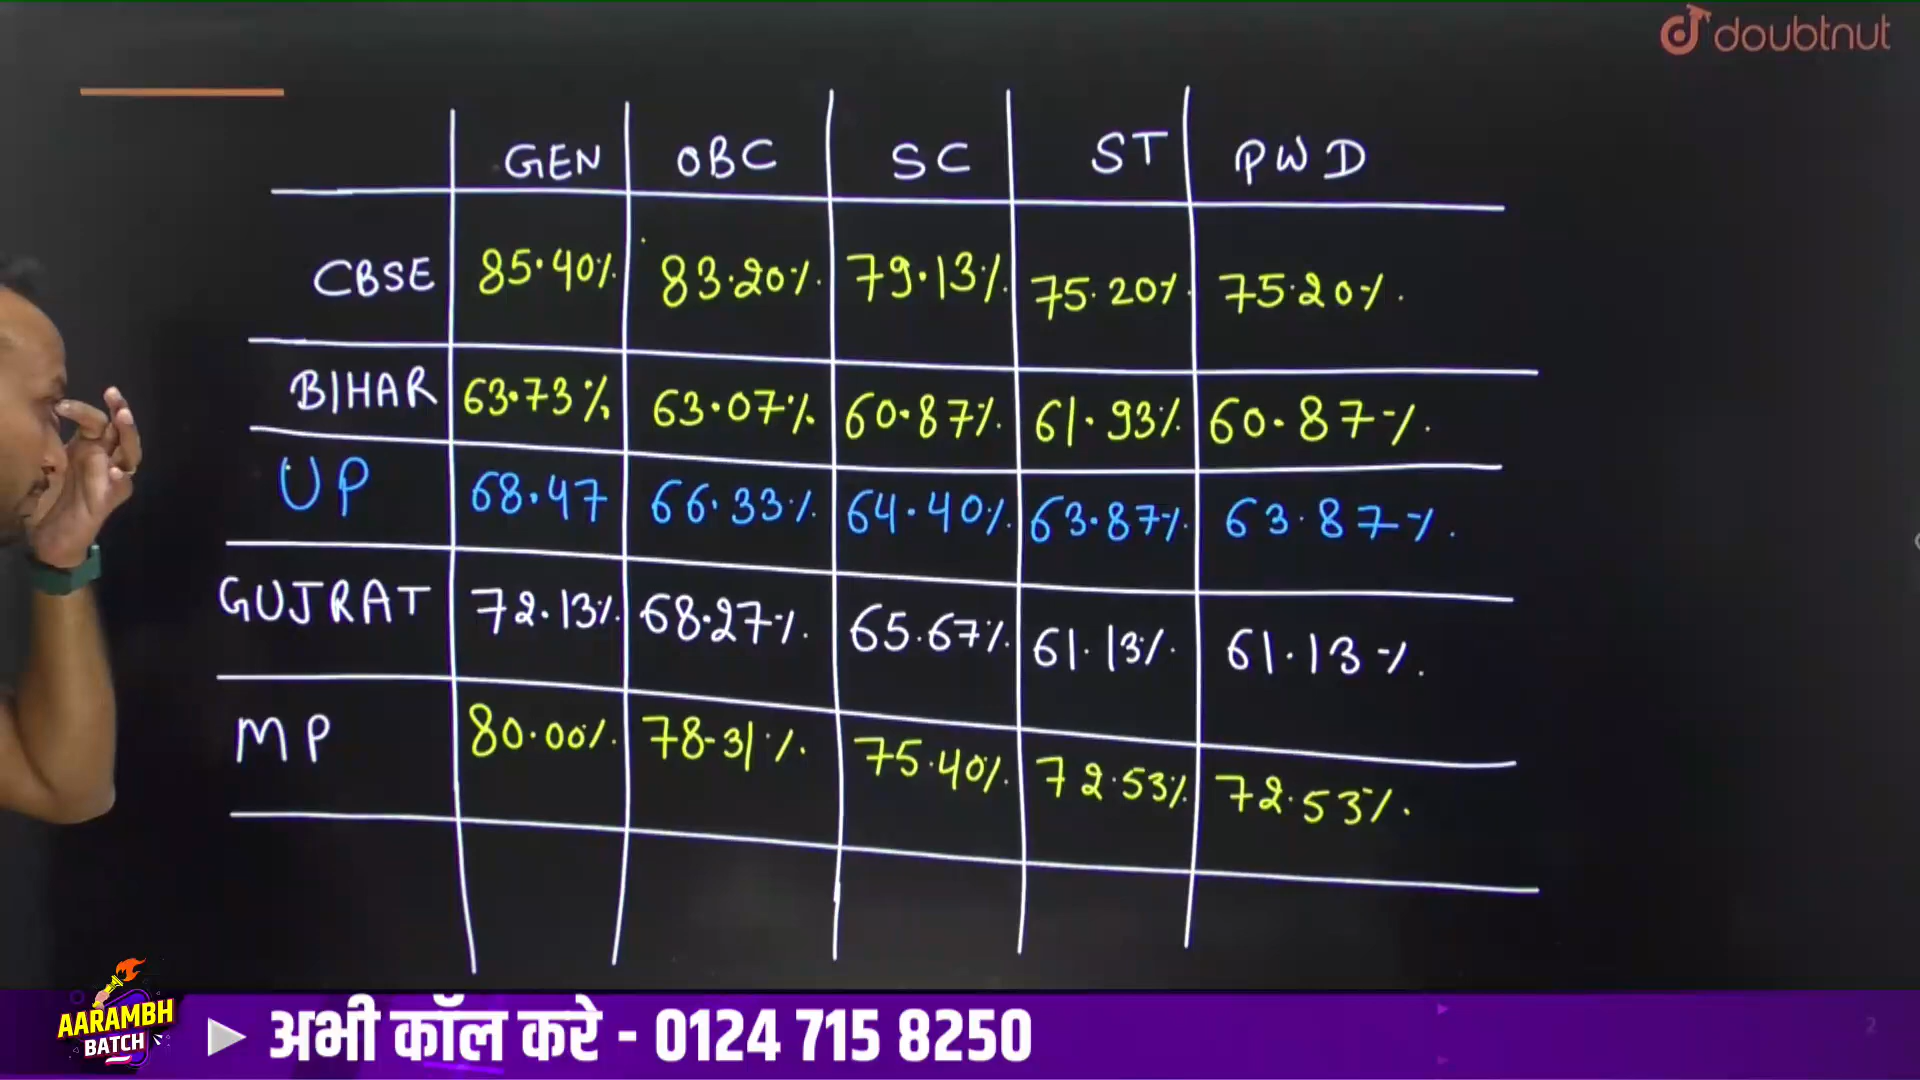 doubtnut
GEN OBC SC ST PWD
CBSE 85.40% 83.20% 79.13% 75.20% 75.20%.
BIHAR 63.73% 63.07% 60.87% 61.93% 60.87%.
UP 68.47 66.33% 64.40% 63.87% 63.87%.
GUJRAT 72.13% 68.27% 65.67% 61.13% 61.13%.
MP 80.00% 78.31% 75.40% 72.53% 72.53%.
AARAMBH
BATCH
अभी कॉल करे - 0124 715 8250
2